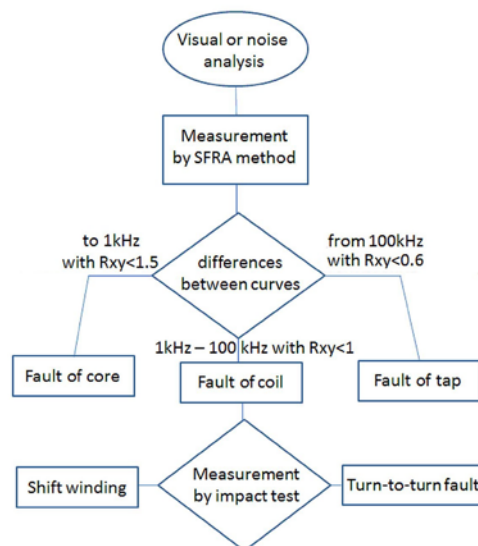 Visual or noise
analysis
Measurement
by SFRA method
to 1kHz
with Rxy<1.5
differences
between curves
from 100kHz
with Rxy<0.6
1kHz – 100 kHz with Rxy<1
Fault of core
Fault of coil
Fault of tap
Shift winding
Measurement
by impact test
Turn-to-turn fault